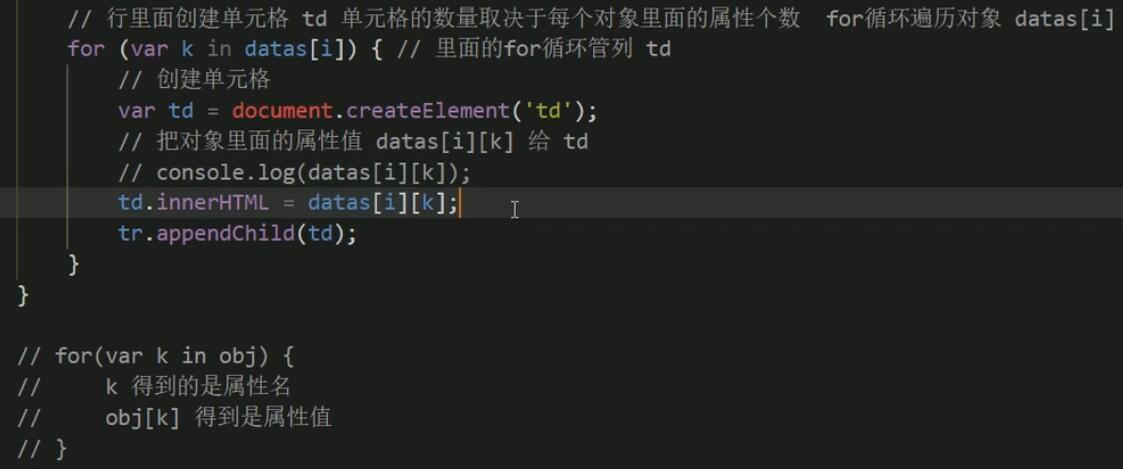 // 行里面创建单元格 td 单元格的数量取决于每个对象里面的属性个数  for循环遍历对象 datas[i]
for (var k in datas[i]) { // 里面的for循环管列 td
// 创建单元格
var td = document.createElement('td');
// 把对象里面的属性值 datas[i][k] 给 td
// console.log(datas[i][k]);
td.innerHTML = datas[i][k];
tr.appendChild(td);
}
}
// for(var k in obj) {
//     k 得到的是属性名
//     obj[k] 得到是属性值
// }